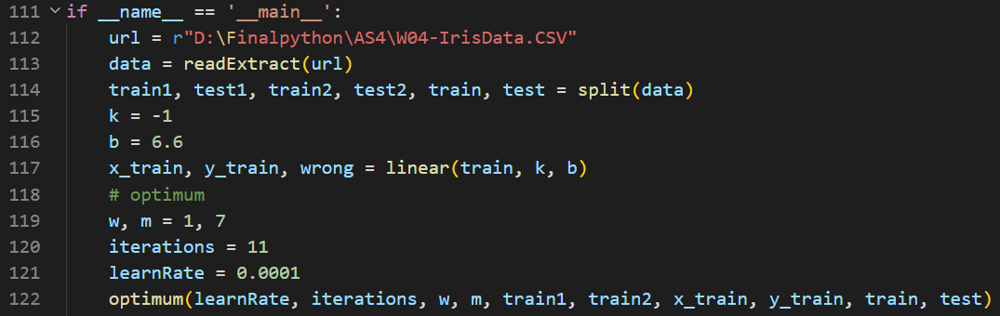 111 if __name__ == '__main__':
112     url = r"D:\Finalpython\AS4\W04-IrisData.CSV"
113     data = readExtract(url)
114     train1, test1, train2, test2, train, test = split(data)
115     k = -1
116     b = 6.6
117     x_train, y_train, wrong = linear(train, k, b)
118     # optimum
119     w, m = 1, 7
120     iterations = 11
121     learnRate = 0.0001
122     optimum(learnRate, iterations, w, m, train1, train2, x_train, y_train, train, test)